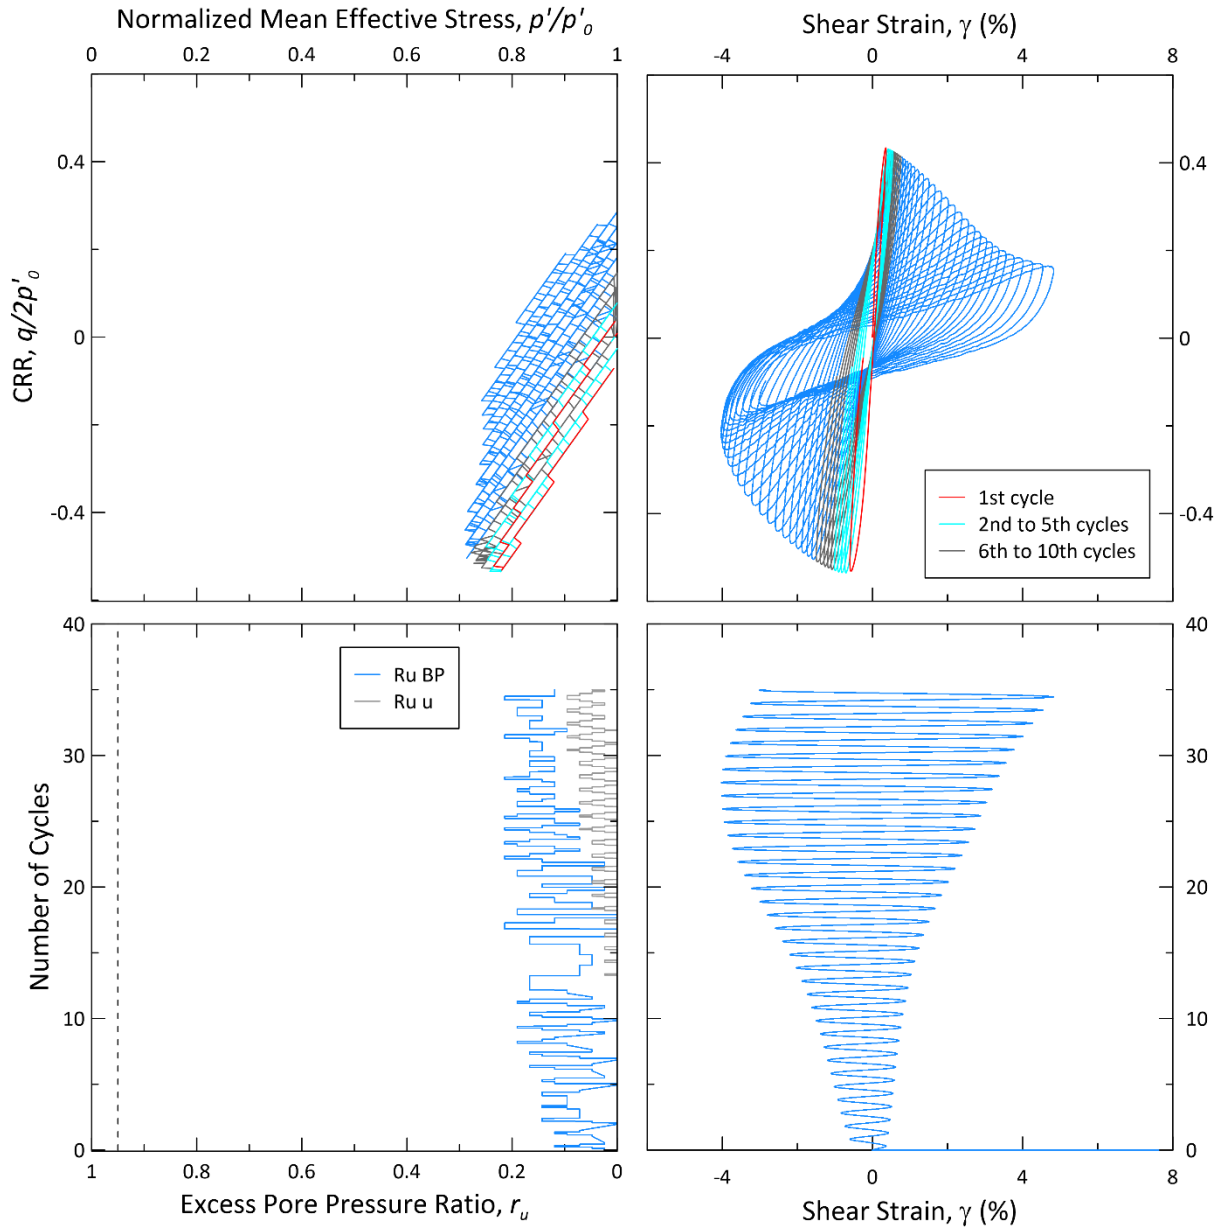 Normalized Mean Effective Stress, p'/p'₀
0 0.2 0.4 0.6 0.8 1
Shear Strain, γ (%)
-4 0 4 8
CRR, q/2p'₀
0.4
0
-0.4
0.4
0
-0.4
1st cycle
2nd to 5th cycles
6th to 10th cycles
Number of Cycles
40
30
20
10
0
Ru BP
Ru u
40
30
20
10
0
1 0.8 0.6 0.4 0.2 0
Excess Pore Pressure Ratio, rᵤ
-4 0 4 8
Shear Strain, γ (%)